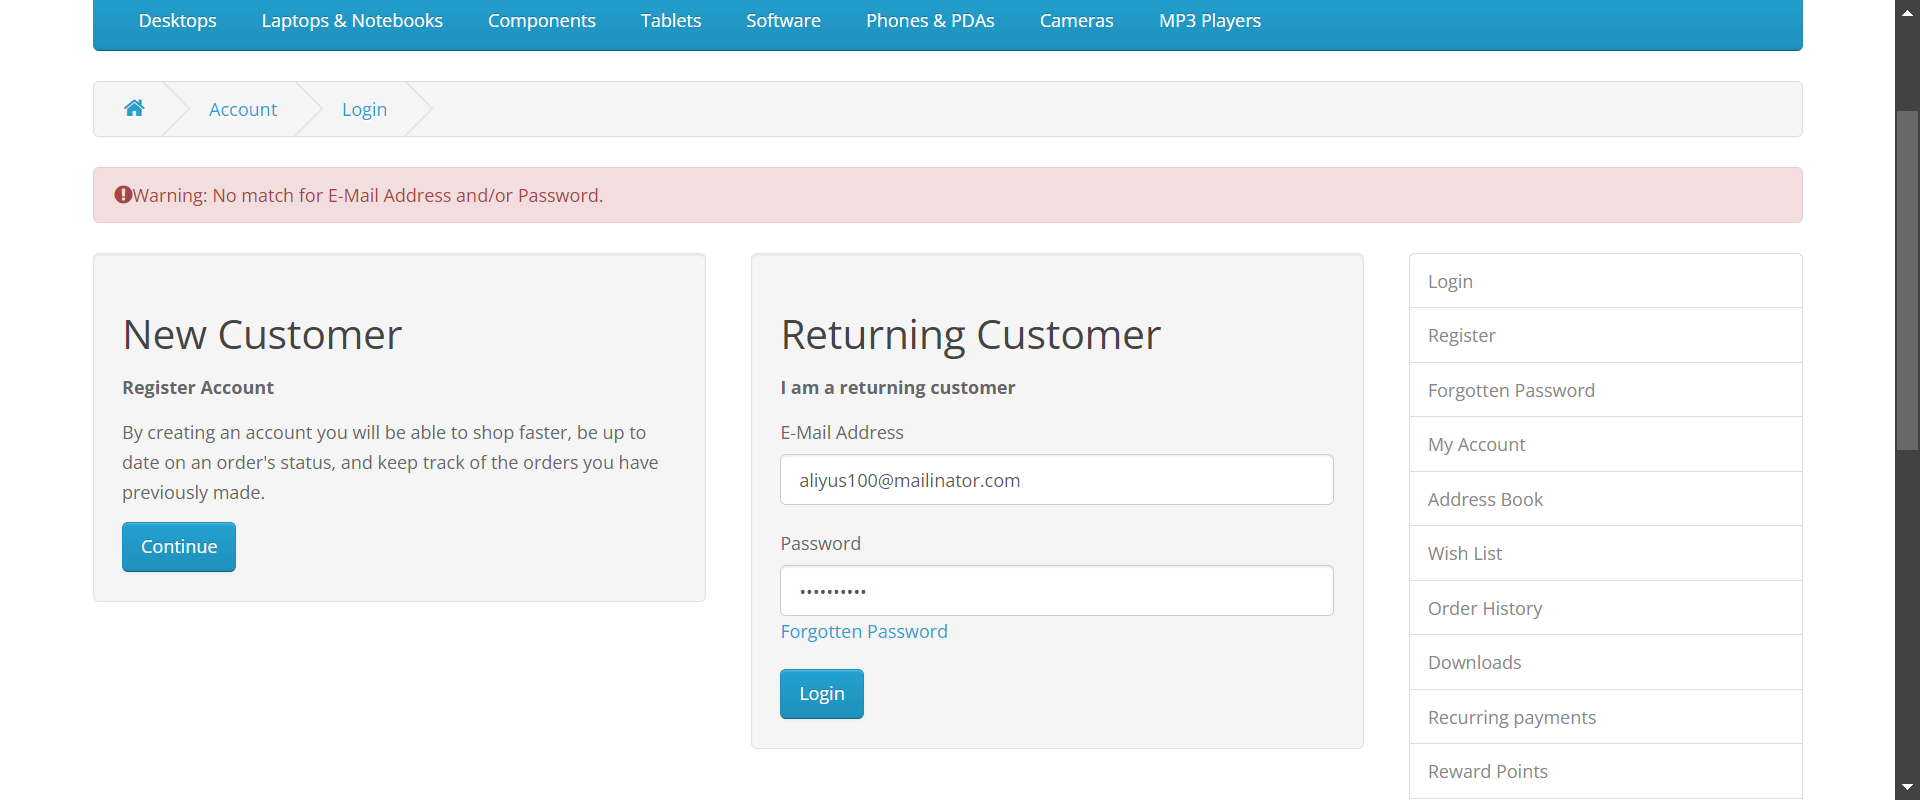 Desktops Laptops & Notebooks Components Tablets Software Phones & PDAs Cameras MP3 Players
Account Login
Warning: No match for E-Mail Address and/or Password.
New Customer
Register Account
By creating an account you will be able to shop faster, be up to
date on an order's status, and keep track of the orders you have
previously made.
Continue
Returning Customer
I am a returning customer
E-Mail Address
aliyus100@mailinator.com
Password
••••••••••
Forgotten Password
Login
Login
Register
Forgotten Password
My Account
Address Book
Wish List
Order History
Downloads
Recurring payments
Reward Points